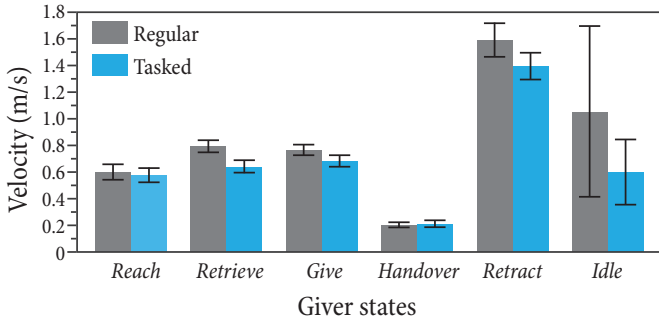 1.8
1.6
1.4
1.2
1.0
0.8
0.6
0.4
0.2
0
Velocity (m/s)
Regular
Tasked
Reach Retrieve Give Handover Retract Idle
Giver states